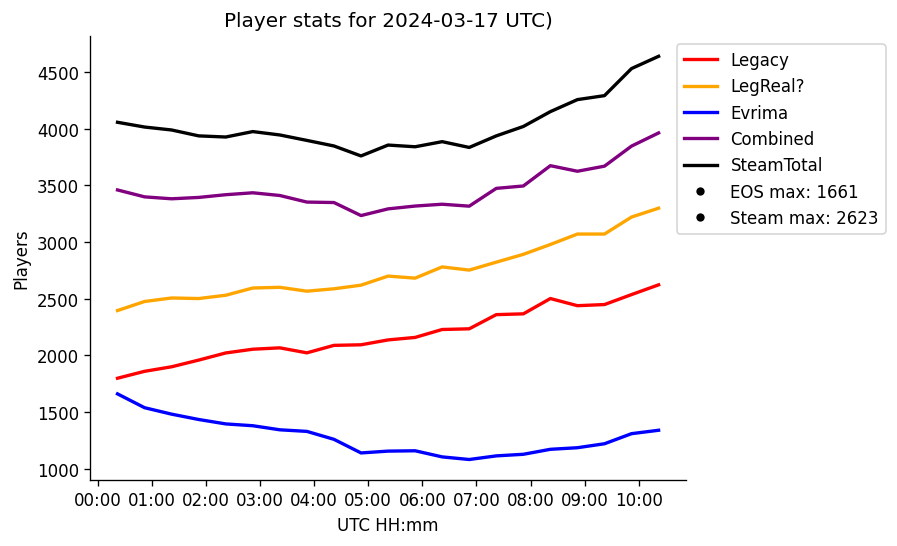 Player stats for 2024-03-17 UTC)
Legacy
LegReal?
Evrima
Combined
SteamTotal
EOS max: 1661
Steam max: 2623
Players
4500
4000
3500
3000
2500
2000
1500
1000
00:00 01:00 02:00 03:00 04:00 05:00 06:00 07:00 08:00 09:00 10:00
UTC HH:mm